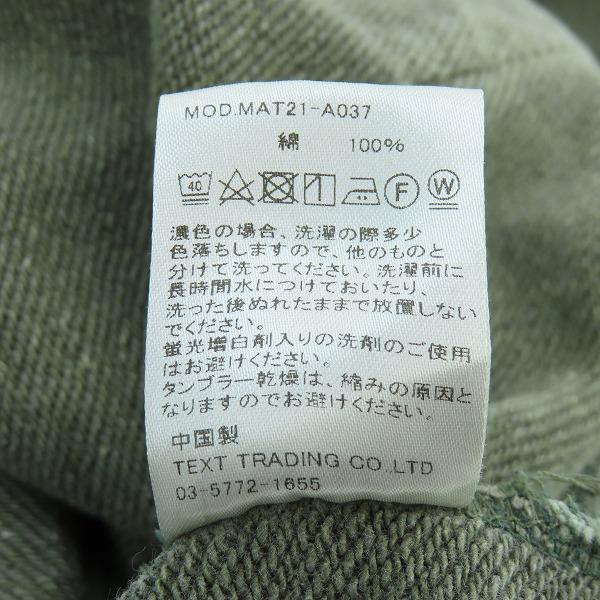 MOD.MAT21-A037
綿 100%
40 F W
濃色の場合、洗濯の際多少
色落ちしますので、他のものと
分けて洗ってください。洗濯前に
長時間水につけておいたり、
洗った後ぬれたままで放置しない
でください。
蛍光増白剤入りの洗剤のご使用
はお避けください。
タンブラー乾燥は、縮みの原因と
なりますのでお避けください。
中国製
TEXT TRADING CO.,LTD
03-5772-1655